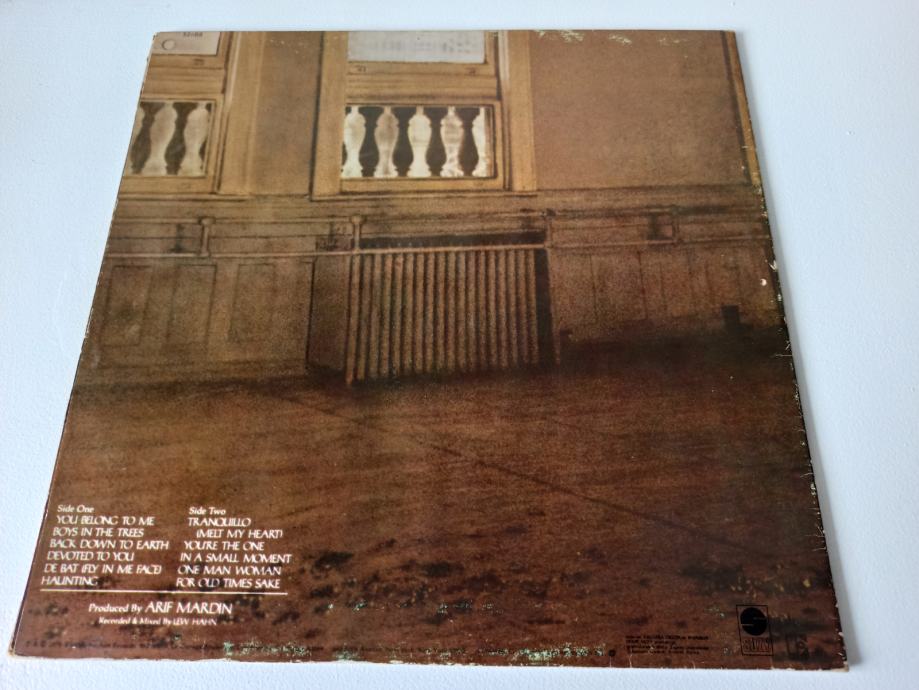 Side One
YOU BELONG TO ME
BOYS IN THE TREES
BACK DOWN TO EARTH
DEVOTED TO YOU
DE BAT (FLY IN ME FACE)
HAUNTING
Side Two
TRANQUILLO
(MELT MY HEART)
YOU'RE THE ONE
IN A SMALL MOMENT
ONE MAN WOMAN
FOR OLD TIMES SAKE
Produced By ARIF MARDIN
Recorded & Mixed By LEW HAHN